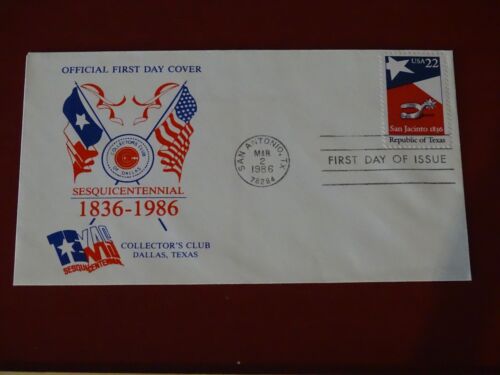 OFFICIAL FIRST DAY COVER
COLLECTORS CLUB
OF DALLAS
SESQUICENTENNIAL
1836-1986
TEXAS
SESQUICENTENNIAL
COLLECTOR'S CLUB
DALLAS, TEXAS
SAN ANTONIO, TX
MAR
2
1986
78284
FIRST DAY OF ISSUE
USA 22
San Jacinto 1836
Republic of Texas